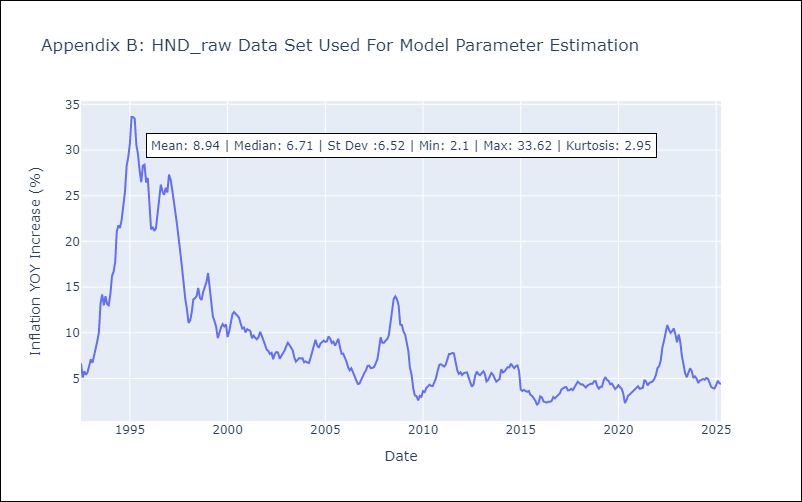 Appendix B: HND_raw Data Set Used For Model Parameter Estimation
35
Mean: 8.94 | Median: 6.71 | St Dev :6.52 | Min: 2.1 | Max: 33.62 | Kurtosis: 2.95
30
25
20
15
10
5
Inflation YOY Increase (%)
1995 2000 2005 2010 2015 2020 2025
Date